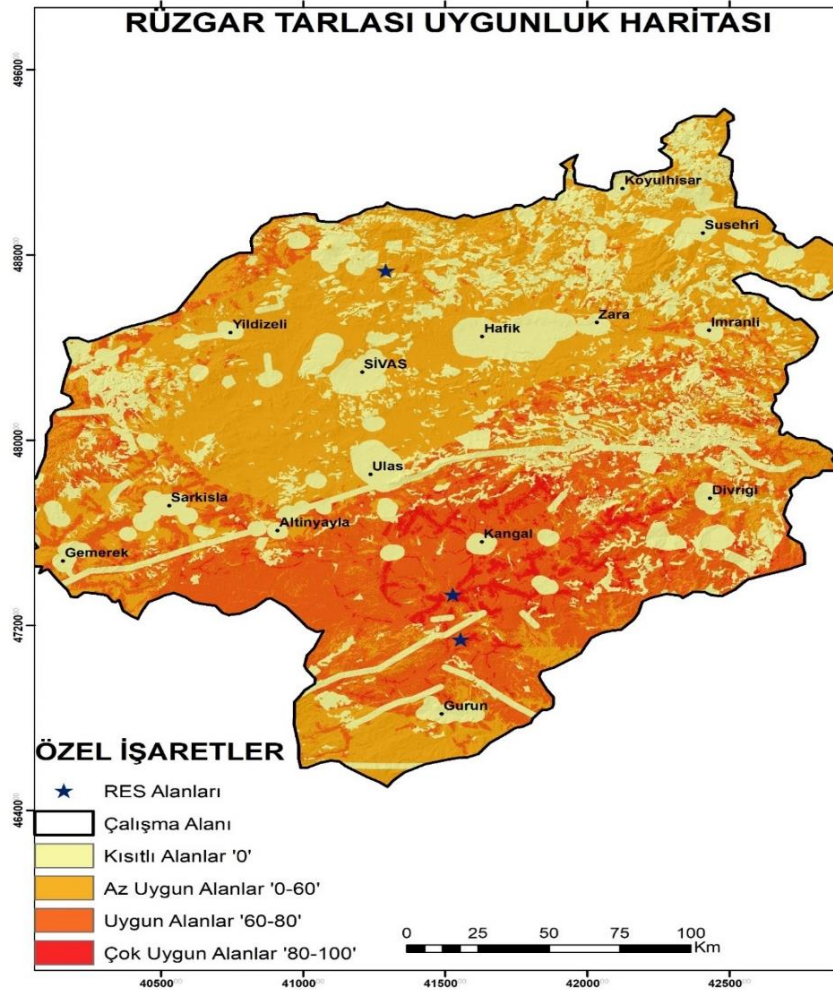 RÜZGAR TARLASI UYGUNLUK HARİTASI
49600
48800
48000
47200
46400
Koyulhisar
Susehri
Yildizeli
Hafik
Zara
Imranli
SİVAS
Ulas
Sarkisla
Divrigi
Altinyayla
Kangal
Gemerek
Gurun
ÖZEL İŞARETLER
RES Alanları
Çalışma Alanı
Kısıtlı Alanlar '0'
Az Uygun Alanlar '0-60'
Uygun Alanlar '60-80'
Çok Uygun Alanlar '80-100'
0 25 50 75 100
Km
40500 41000 41500 42000 42500